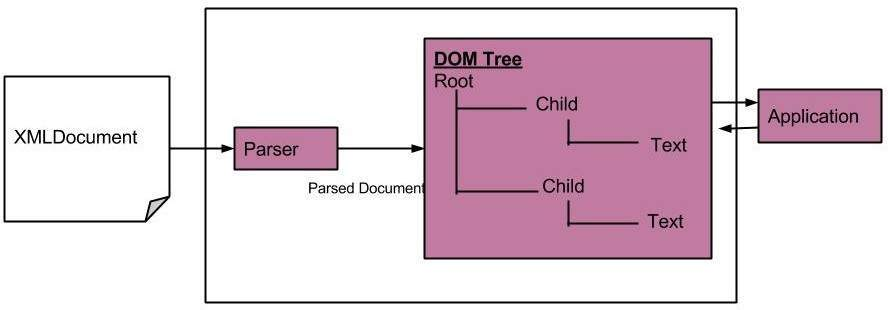 XMLDocument
Parser
Parsed Document
DOM Tree
Root
Child
Text
Child
Text
Application